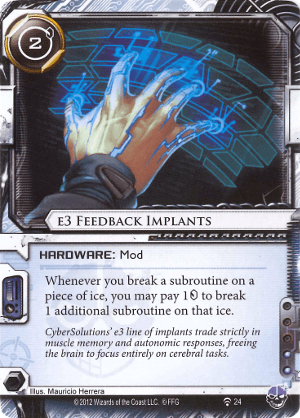 2
e3 Feedback Implants
HARDWARE: Mod
Whenever you break a subroutine on a
piece of ice, you may pay 1 to break
1 additional subroutine on that ice.
CyberSolutions' e3 line of implants trade strictly in
muscle memory and autonomic responses, freeing
the brain to focus entirely on cerebral tasks.
Illus. Mauricio Herrera
© 2012 Wizards of the Coast LLC. © FFG 24